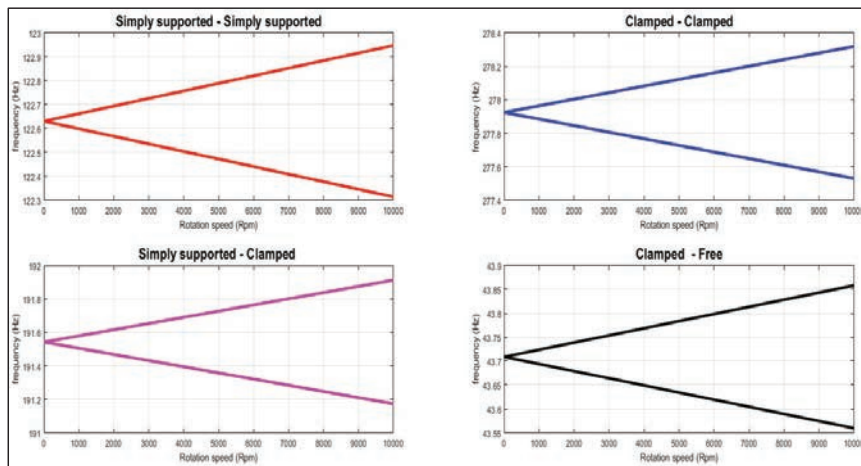 Simply supported - Simply supported
123
122.9
122.8
122.7
122.6
122.5
122.4
122.3
frequency (Hz)
0 1000 2000 3000 4000 5000 6000 7000 8000 9000 10000
Rotation speed (Rpm)
Clamped - Clamped
278.4
278.2
278
277.8
277.6
277.4
frequency (Hz)
0 1000 2000 3000 4000 5000 6000 7000 8000 9000 10000
Rotation speed (Rpm)
Simply supported - Clamped
192
191.8
191.6
191.4
191.2
191
frequency (Hz)
0 1000 2000 3000 4000 5000 6000 7000 8000 9000 10000
Rotation speed (Rpm)
Clamped - Free
43.9
43.85
43.8
43.75
43.7
43.65
43.6
43.55
frequency (Hz)
0 1000 2000 3000 4000 5000 6000 7000 8000 9000 10000
Rotation speed (Rpm)